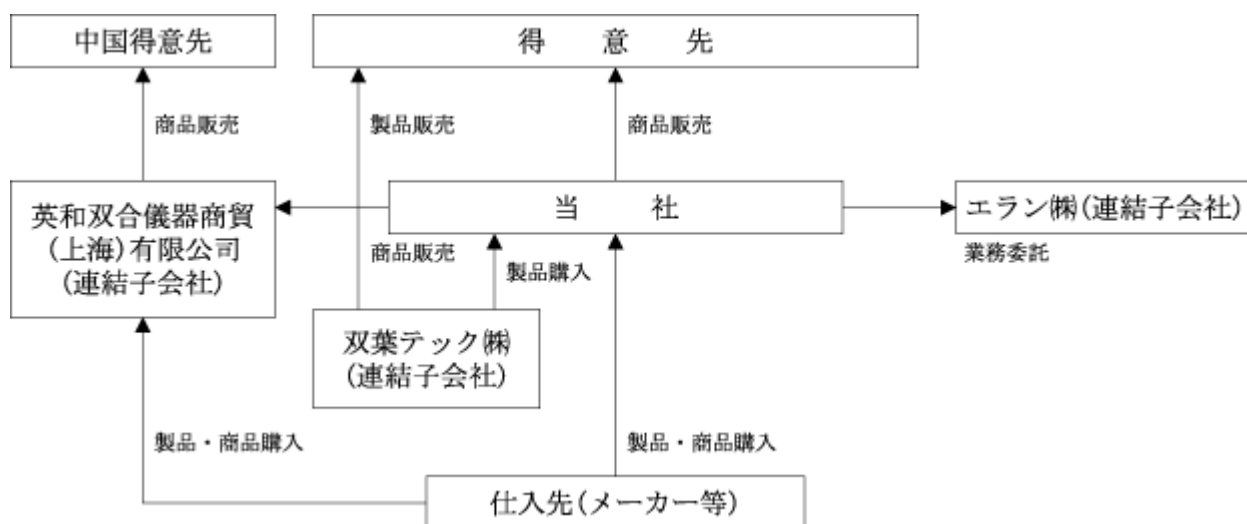 中国得意先
得意先
商品販売
製品販売
商品販売
英和双合儀器商貿
(上海)有限公司
(連結子会社)
当社
エラン㈱(連結子会社)
商品販売
製品購入
業務委託
双葉テック㈱
(連結子会社)
製品・商品購入
製品・商品購入
仕入先(メーカー等)